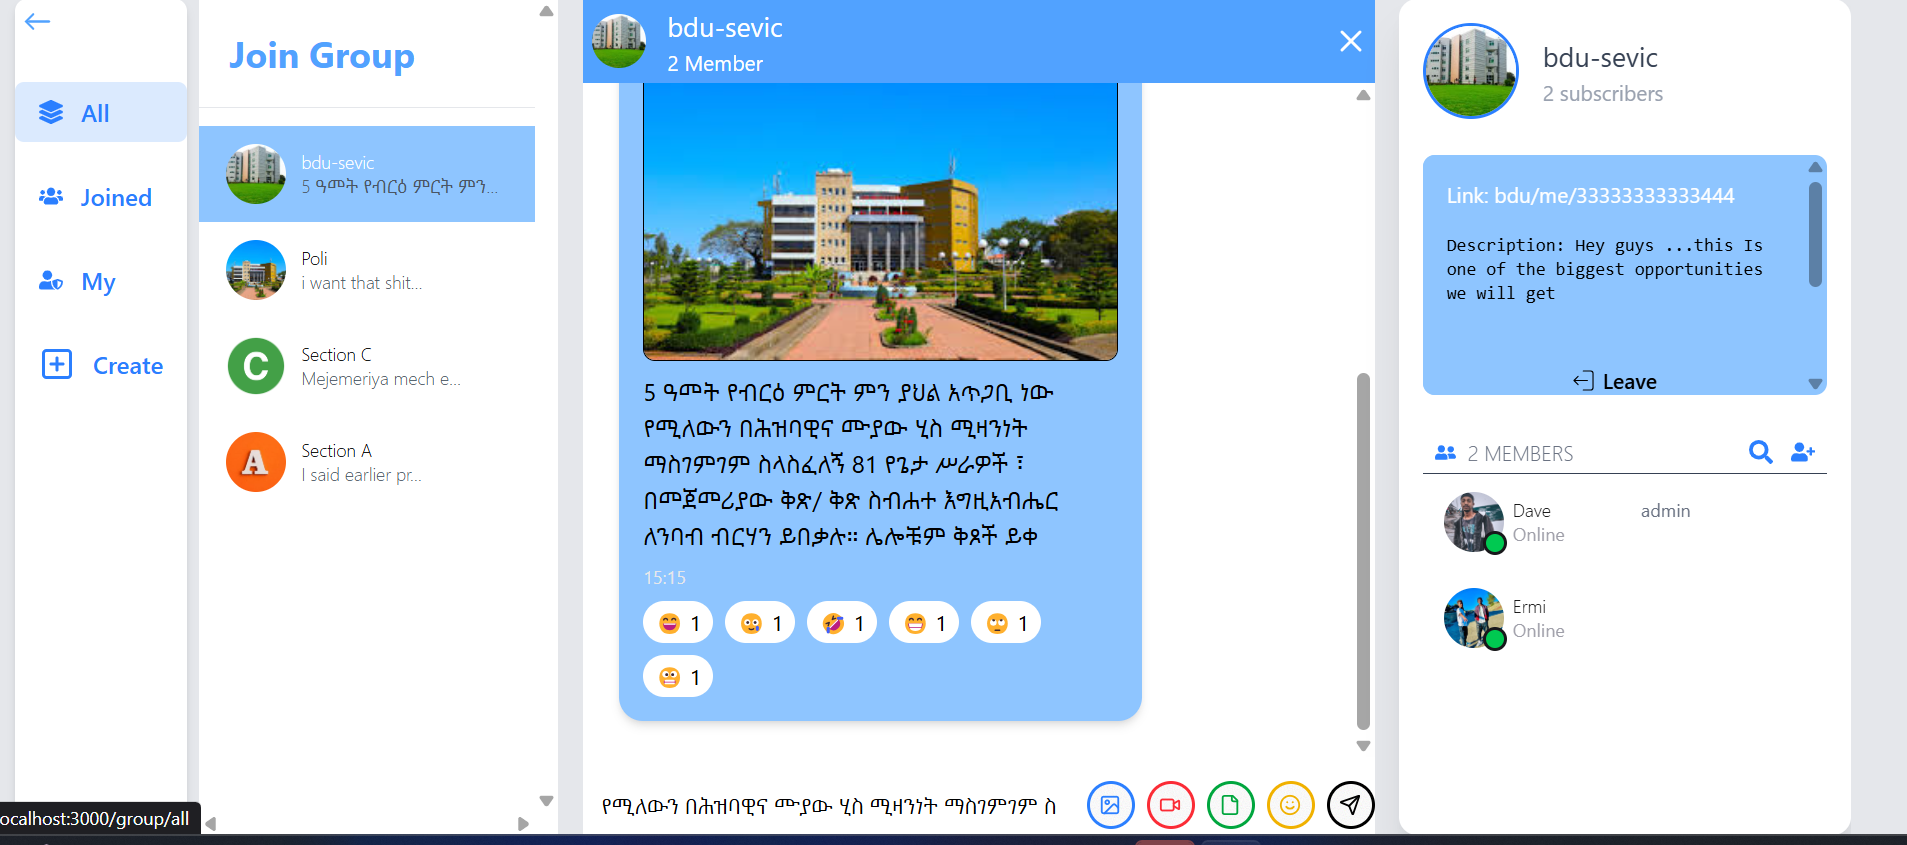 All
Joined
My
Create
Join Group
bdu-sevic
5 ዓመት የብርዕ ምርት ምን...
Poli
i want that shit...
C
Section C
Mejemeriya mech e...
A
Section A
I said earlier pr...
bdu-sevic
2 Member
5 ዓመት የብርዕ ምርት ምን ያህል አጥጋቢ ነው
የሚለውን በሕዝባዊና ሙያው ሂስ ሚዛንነት
ማስገምገም ስላስፈለኝ 81 የጌታ ሥራዎች ፣
በመጀመሪያው ቅጽ/ ቅጽ ስብሐተ እግዚአብሔር
ለንባብ ብርሃን ይበቃሉ። ሌሎቹም ቅጾች ይቀ
15:15
😄 1
🥲 1
🤣 1
😁 1
🙄 1
😬 1
የሚለውን በሕዝባዊና ሙያው ሂስ ሚዛንነት ማስገምገም ስ
bdu-sevic
2 subscribers
Link: bdu/me/33333333333444
Description: Hey guys ...this Is
one of the biggest opportunities
we will get
Leave
2 MEMBERS
Dave admin
Online
Ermi
Online
ocalhost:3000/group/all